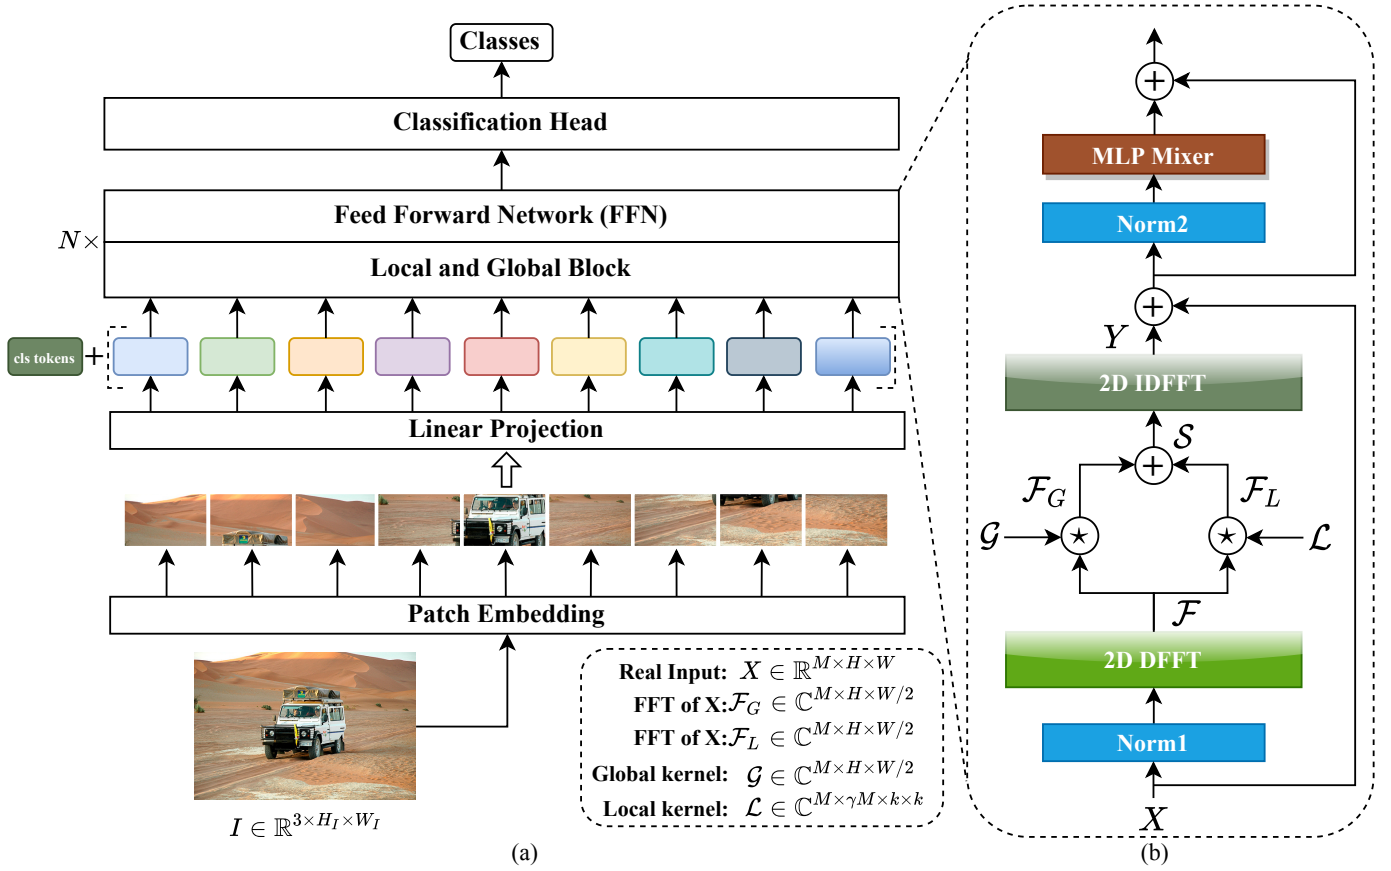 Classes
Classification Head
Feed Forward Network (FFN)
N×
Local and Global Block
cls tokens
+
Linear Projection
Patch Embedding
I ∈ ℝ^{3×H_I×W_I}
Real Input: X ∈ ℝ^{M×H×W}
FFT of X: ℱ_G ∈ ℂ^{M×H×W/2}
FFT of X: ℱ_L ∈ ℂ^{M×H×W/2}
Global kernel: 𝒢 ∈ ℂ^{M×H×W/2}
Local kernel: ℒ ∈ ℂ^{M×γM×k×k}
(a)
+
MLP Mixer
Norm2
+
Y
2D IDFFT
𝒮
+
ℱ_G
ℱ_L
𝒢
⋆
⋆
ℒ
ℱ
2D DFFT
Norm1
X
(b)